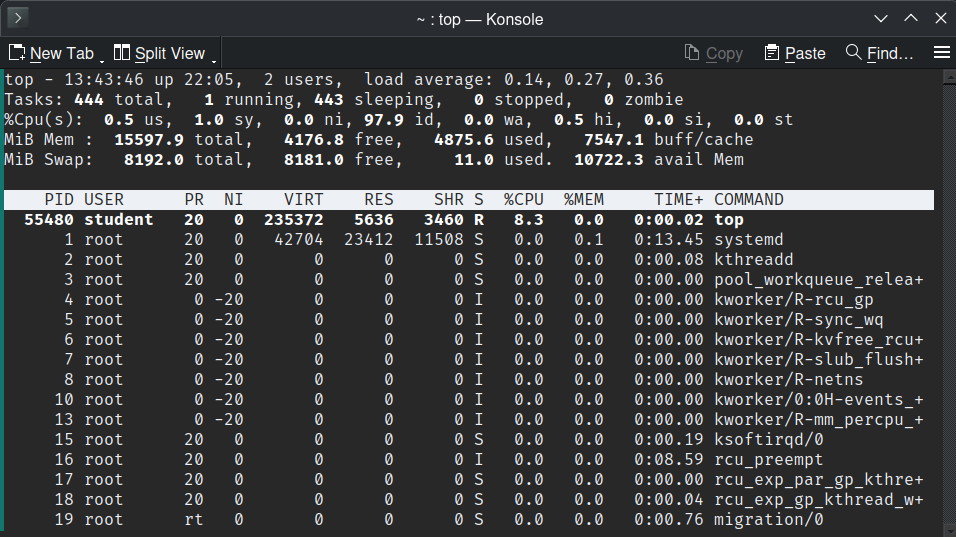 ~ : top — Konsole
New Tab Split View Copy Paste Find...
top - 13:43:46 up 22:05,  2 users,  load average: 0.14, 0.27, 0.36
Tasks: 444 total,   1 running, 443 sleeping,   0 stopped,   0 zombie
%Cpu(s):  0.5 us,  1.0 sy,  0.0 ni, 97.9 id,  0.0 wa,  0.5 hi,  0.0 si,  0.0 st
MiB Mem :  15597.9 total,   4176.8 free,   4875.6 used,   7547.1 buff/cache
MiB Swap:   8192.0 total,   8181.0 free,     11.0 used.  10722.3 avail Mem
    PID USER      PR  NI    VIRT    RES    SHR S  %CPU  %MEM     TIME+ COMMAND
  55480 student   20   0  235372   5636   3460 R   8.3   0.0   0:00.02 top
      1 root      20   0   42704  23412  11508 S   0.0   0.1   0:13.45 systemd
      2 root      20   0       0      0      0 S   0.0   0.0   0:00.08 kthreadd
      3 root      20   0       0      0      0 S   0.0   0.0   0:00.00 pool_workqueue_relea+
      4 root       0 -20       0      0      0 I   0.0   0.0   0:00.00 kworker/R-rcu_gp
      5 root       0 -20       0      0      0 I   0.0   0.0   0:00.00 kworker/R-sync_wq
      6 root       0 -20       0      0      0 I   0.0   0.0   0:00.00 kworker/R-kvfree_rcu+
      7 root       0 -20       0      0      0 I   0.0   0.0   0:00.00 kworker/R-slub_flush+
      8 root       0 -20       0      0      0 I   0.0   0.0   0:00.00 kworker/R-netns
     10 root       0 -20       0      0      0 I   0.0   0.0   0:00.00 kworker/0:0H-events_+
     13 root       0 -20       0      0      0 I   0.0   0.0   0:00.00 kworker/R-mm_percpu_+
     15 root      20   0       0      0      0 S   0.0   0.0   0:00.19 ksoftirqd/0
     16 root      20   0       0      0      0 I   0.0   0.0   0:08.59 rcu_preempt
     17 root      20   0       0      0      0 S   0.0   0.0   0:00.00 rcu_exp_par_gp_kthre+
     18 root      20   0       0      0      0 S   0.0   0.0   0:00.04 rcu_exp_gp_kthread_w+
     19 root      rt   0       0      0      0 S   0.0   0.0   0:00.76 migration/0